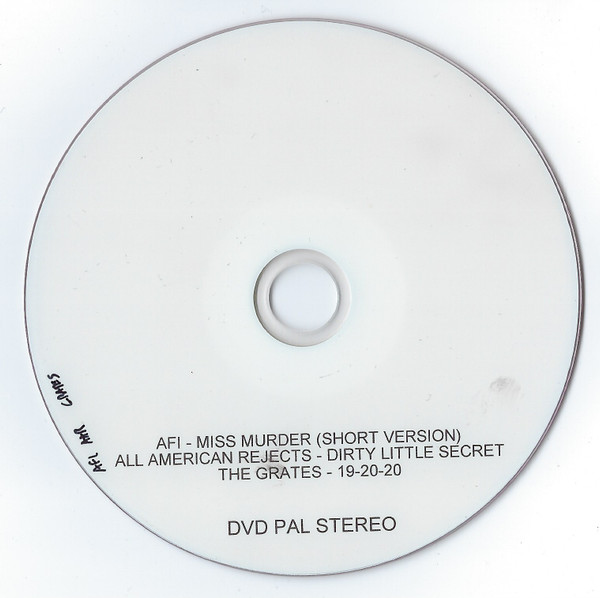 AFI - MISS MURDER (SHORT VERSION)
ALL AMERICAN REJECTS - DIRTY LITTLE SECRET
THE GRATES - 19-20-20
DVD PAL STEREO
AFI AAR